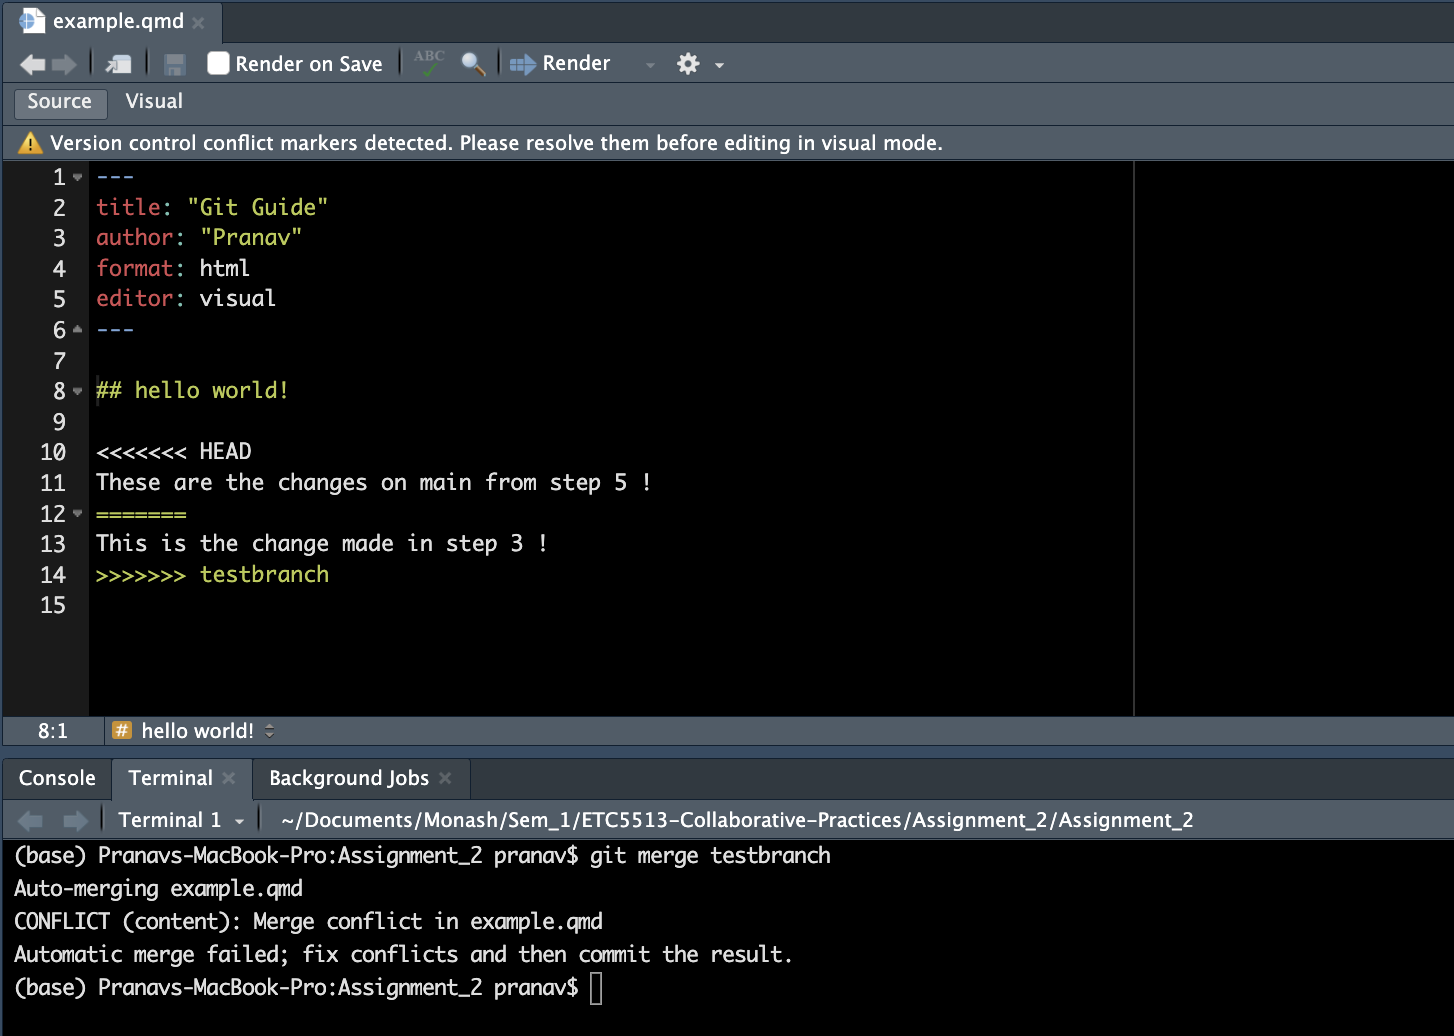 example.qmd
Render on Save ABC Render
Source Visual
Version control conflict markers detected. Please resolve them before editing in visual mode.
1 ---
2 title: "Git Guide"
3 author: "Pranav"
4 format: html
5 editor: visual
6 ---
7
8 ## hello world!
9
10 <<<<<<< HEAD
11 These are the changes on main from step 5 !
12 =======
13 This is the change made in step 3 !
14 >>>>>>> testbranch
15
8:1 # hello world!
Console Terminal Background Jobs
Terminal 1 ~/Documents/Monash/Sem_1/ETC5513-Collaborative-Practices/Assignment_2/Assignment_2
(base) Pranavs-MacBook-Pro:Assignment_2 pranav$ git merge testbranch
Auto-merging example.qmd
CONFLICT (content): Merge conflict in example.qmd
Automatic merge failed; fix conflicts and then commit the result.
(base) Pranavs-MacBook-Pro:Assignment_2 pranav$